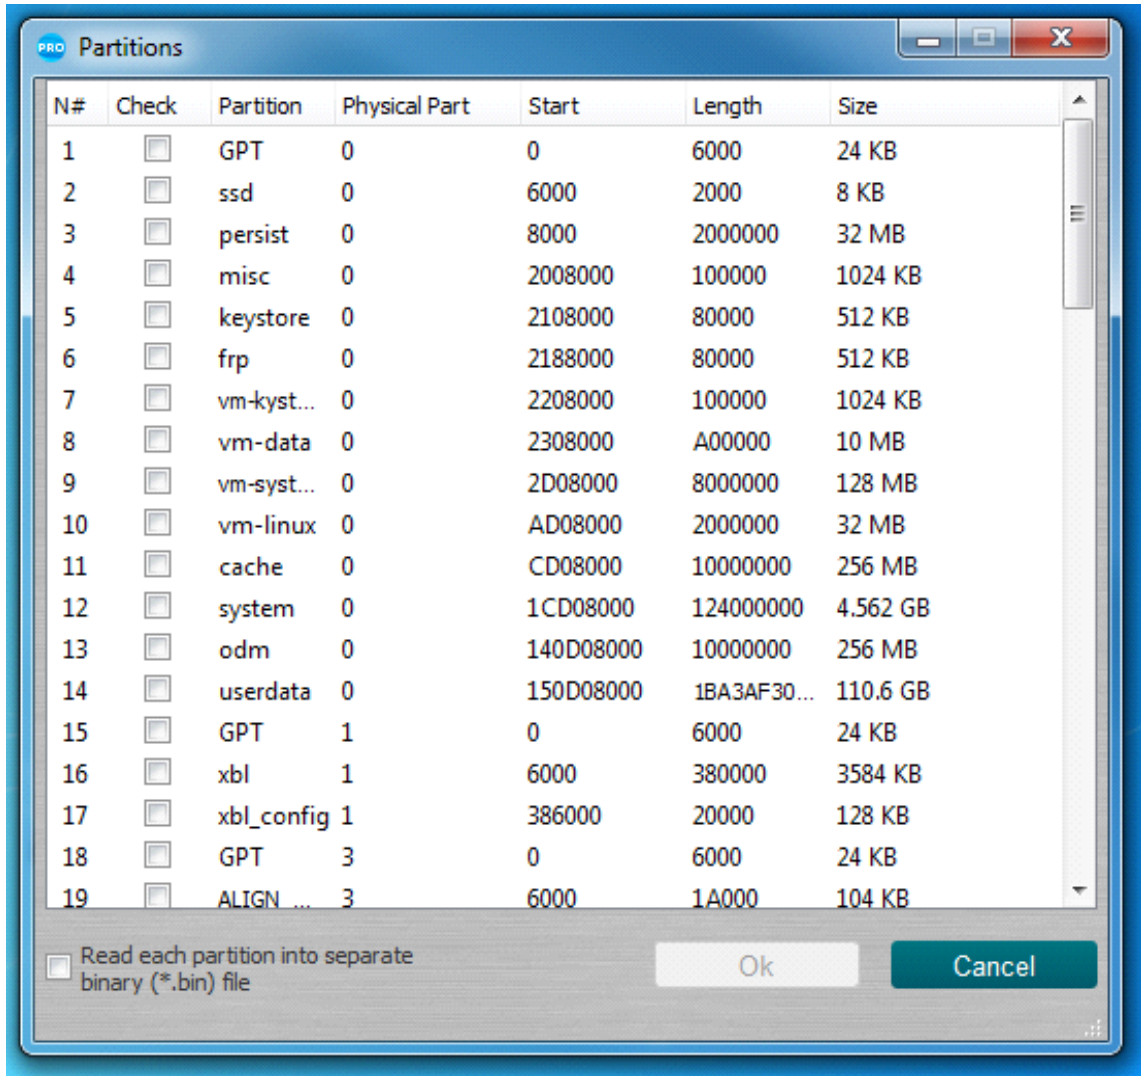 PRO Partitions
N# Check Partition Physical Part Start Length Size
1 GPT 0 0 6000 24 KB
2 ssd 0 6000 2000 8 KB
3 persist 0 8000 2000000 32 MB
4 misc 0 2008000 100000 1024 KB
5 keystore 0 2108000 80000 512 KB
6 frp 0 2188000 80000 512 KB
7 vm-kyst... 0 2208000 100000 1024 KB
8 vm-data 0 2308000 A00000 10 MB
9 vm-syst... 0 2D08000 8000000 128 MB
10 vm-linux 0 AD08000 2000000 32 MB
11 cache 0 CD08000 10000000 256 MB
12 system 0 1CD08000 124000000 4.562 GB
13 odm 0 140D08000 10000000 256 MB
14 userdata 0 150D08000 1BA3AF30... 110.6 GB
15 GPT 1 0 6000 24 KB
16 xbl 1 6000 380000 3584 KB
17 xbl_config 1 386000 20000 128 KB
18 GPT 3 0 6000 24 KB
19 ALIGN ... 3 6000 1A000 104 KB
Read each partition into separate
binary (*.bin) file
Ok Cancel